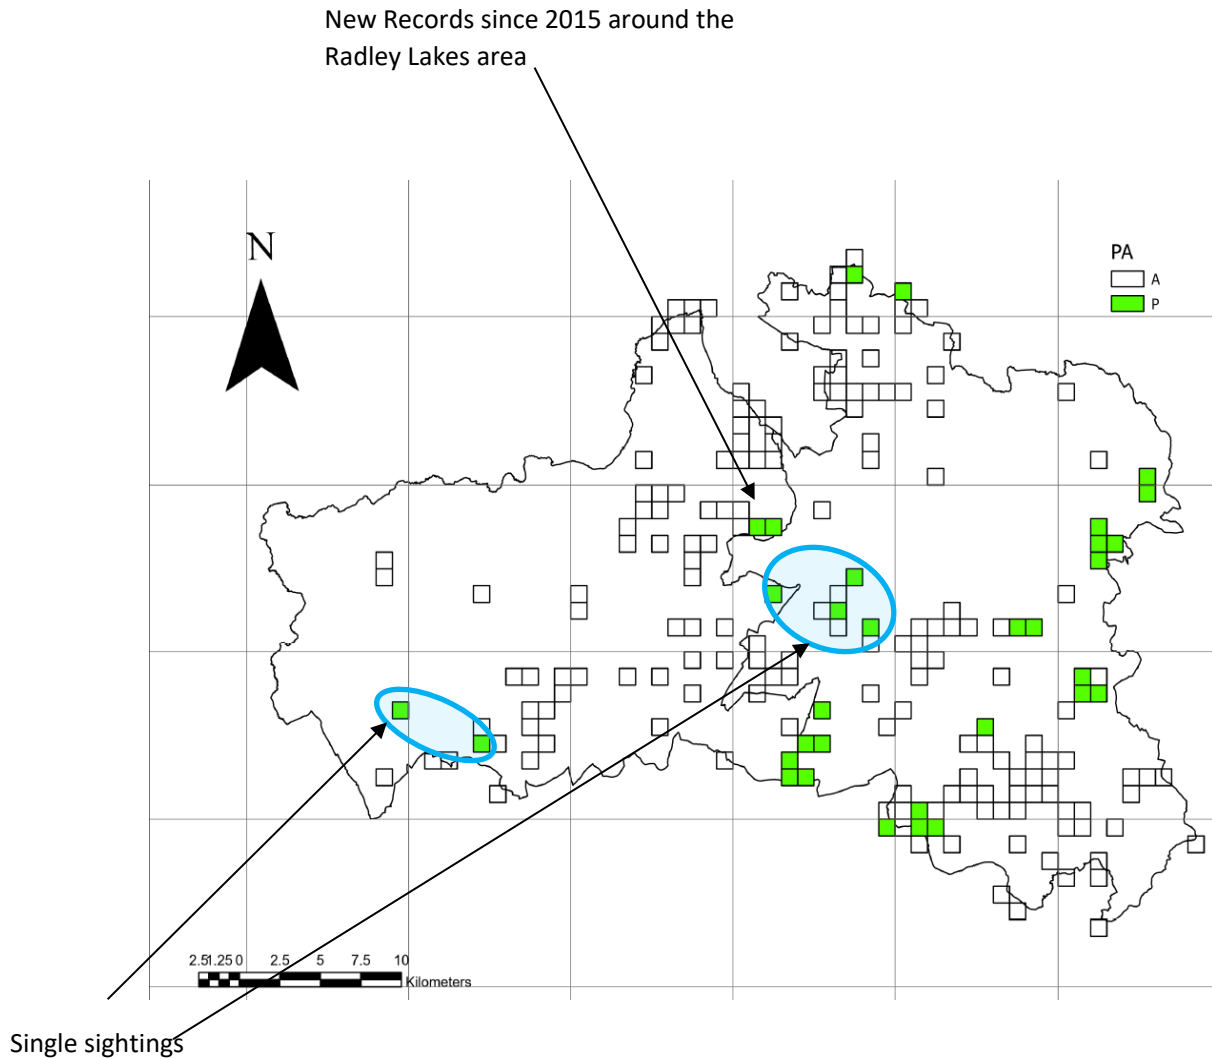 New Records since 2015 around the
Radley Lakes area
N
PA
A
P
2.51.25 0 2.5 5 7.5 10
Kilometers
Single sightings